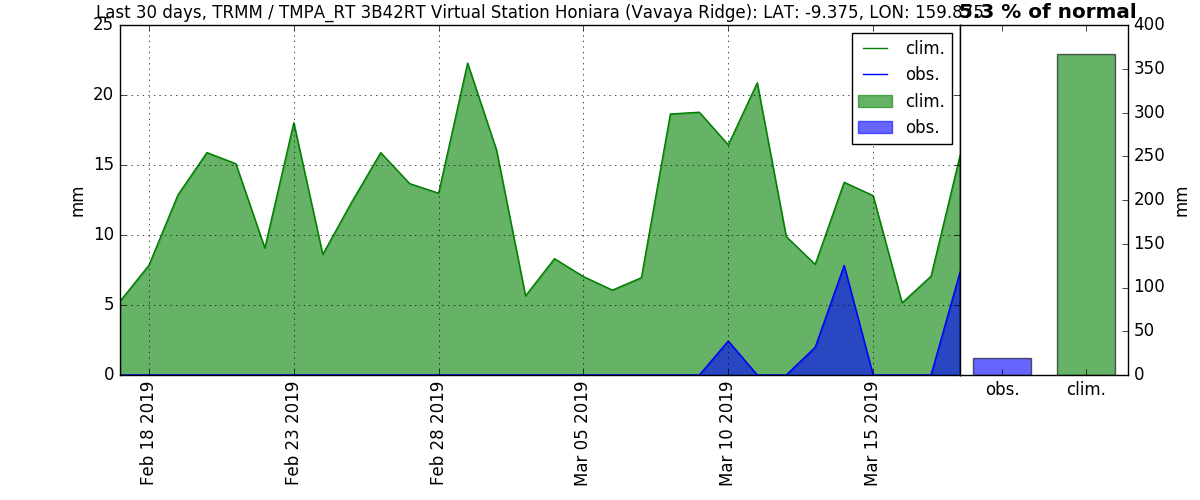 Last 30 days, TRMM / TMPA_RT 3B42RT Virtual Station Honiara (Vavaya Ridge): LAT: -9.375, LON: 159.875
5.3 % of normal
25
20
15
10
5
0
mm
clim.
obs.
clim.
obs.
400
350
300
250
200
150
100
50
0
mm
Feb 18 2019
Feb 23 2019
Feb 28 2019
Mar 05 2019
Mar 10 2019
Mar 15 2019
obs.
clim.